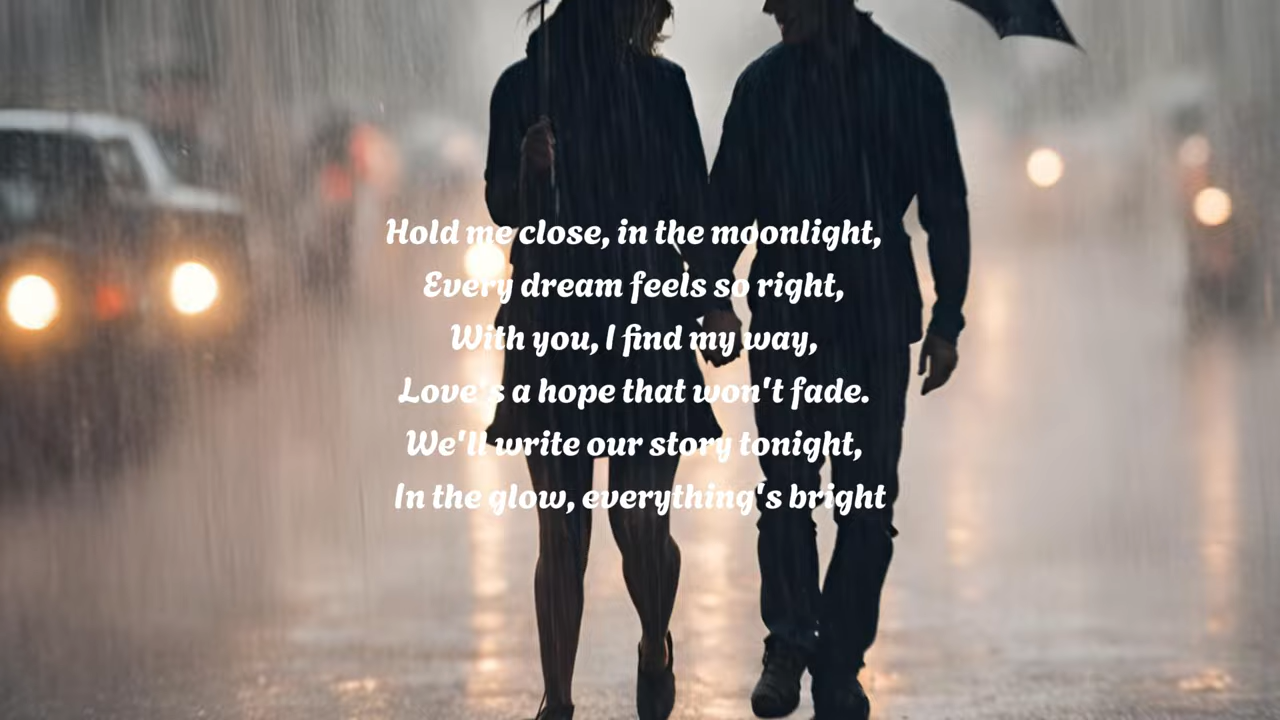 Hold me close, in the moonlight,
Every dream feels so right,
With you, I find my way,
Love's a hope that won't fade.
We'll write our story tonight,
In the glow, everything's bright